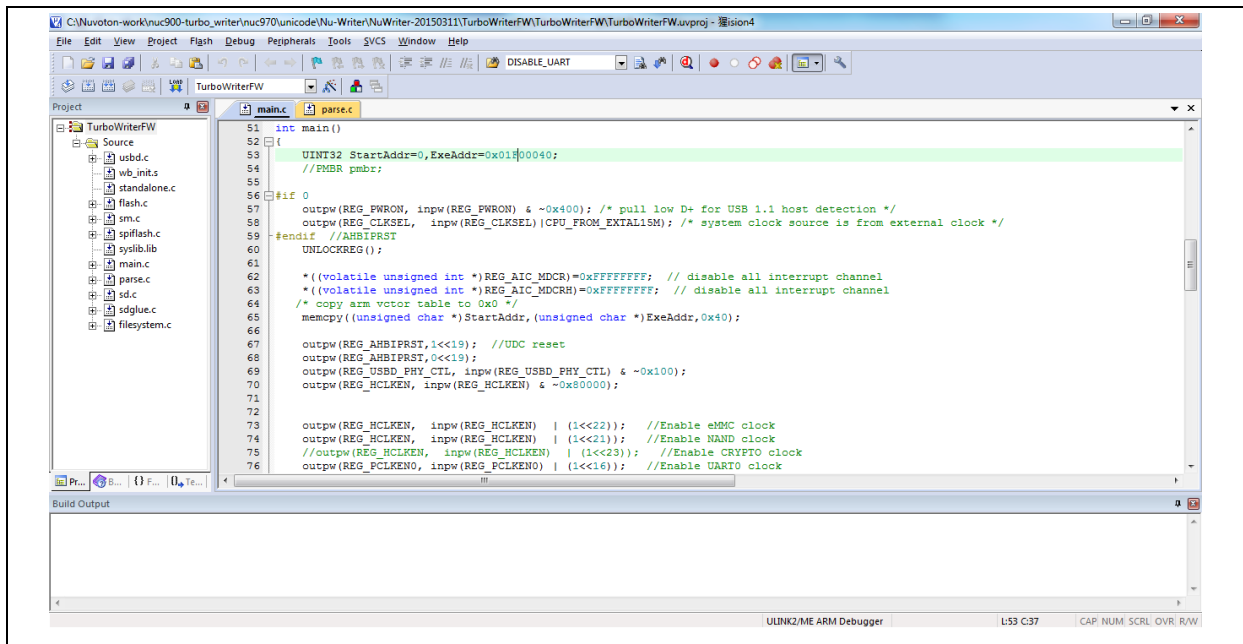 C:\Nuvoton-work\nuc900-turbo_writer\nuc970\unicode\Nu-Writer\NuWriter-20150311\TurboWriterFW\TurboWriterFW\TurboWriterFW.uvproj - 猩ision4
File Edit View Project Flash Debug Peripherals Tools SVCS Window Help
DISABLE_UART
LOAD TurboWriterFW
Project
TurboWriterFW
Source
usbd.c
wb_init.s
standalone.c
flash.c
sm.c
spiflash.c
syslib.lib
main.c
parse.c
sd.c
sdglue.c
filesystem.c
Pr... B... {} F... Te...
main.c parse.c
51 int main()
52 {
53 UINT32 StartAddr=0,ExeAddr=0x01F00040;
54 //PMBR pmbr;
55
56 #if 0
57 outpw(REG_PWRON, inpw(REG_PWRON) & ~0x400); /* pull low D+ for USB 1.1 host detection */
58 outpw(REG_CLKSEL, inpw(REG_CLKSEL)|CPU_FROM_EXTAL15M); /* system clock source is from external clock */
59 #endif //AHBIPRST
60 UNLOCKREG();
61
62 *((volatile unsigned int *)REG_AIC_MDCR)=0xFFFFFFFF; // disable all interrupt channel
63 *((volatile unsigned int *)REG_AIC_MDCRH)=0xFFFFFFFF; // disable all interrupt channel
64 /* copy arm vctor table to 0x0 */
65 memcpy((unsigned char *)StartAddr,(unsigned char *)ExeAddr,0x40);
66
67 outpw(REG_AHBIPRST,1<<19); //UDC reset
68 outpw(REG_AHBIPRST,0<<19);
69 outpw(REG_USBD_PHY_CTL, inpw(REG_USBD_PHY_CTL) & ~0x100);
70 outpw(REG_HCLKEN, inpw(REG_HCLKEN) & ~0x80000);
71
72
73 outpw(REG_HCLKEN, inpw(REG_HCLKEN) | (1<<22)); //Enable eMMC clock
74 outpw(REG_HCLKEN, inpw(REG_HCLKEN) | (1<<21)); //Enable NAND clock
75 //outpw(REG_HCLKEN, inpw(REG_HCLKEN) | (1<<23)); //Enable CRYPTO clock
76 outpw(REG_PCLKEN0, inpw(REG_PCLKEN0) | (1<<16)); //Enable UART0 clock
Build Output
ULINK2/ME ARM Debugger L:53 C:37 CAP NUM SCRL OVR R/W